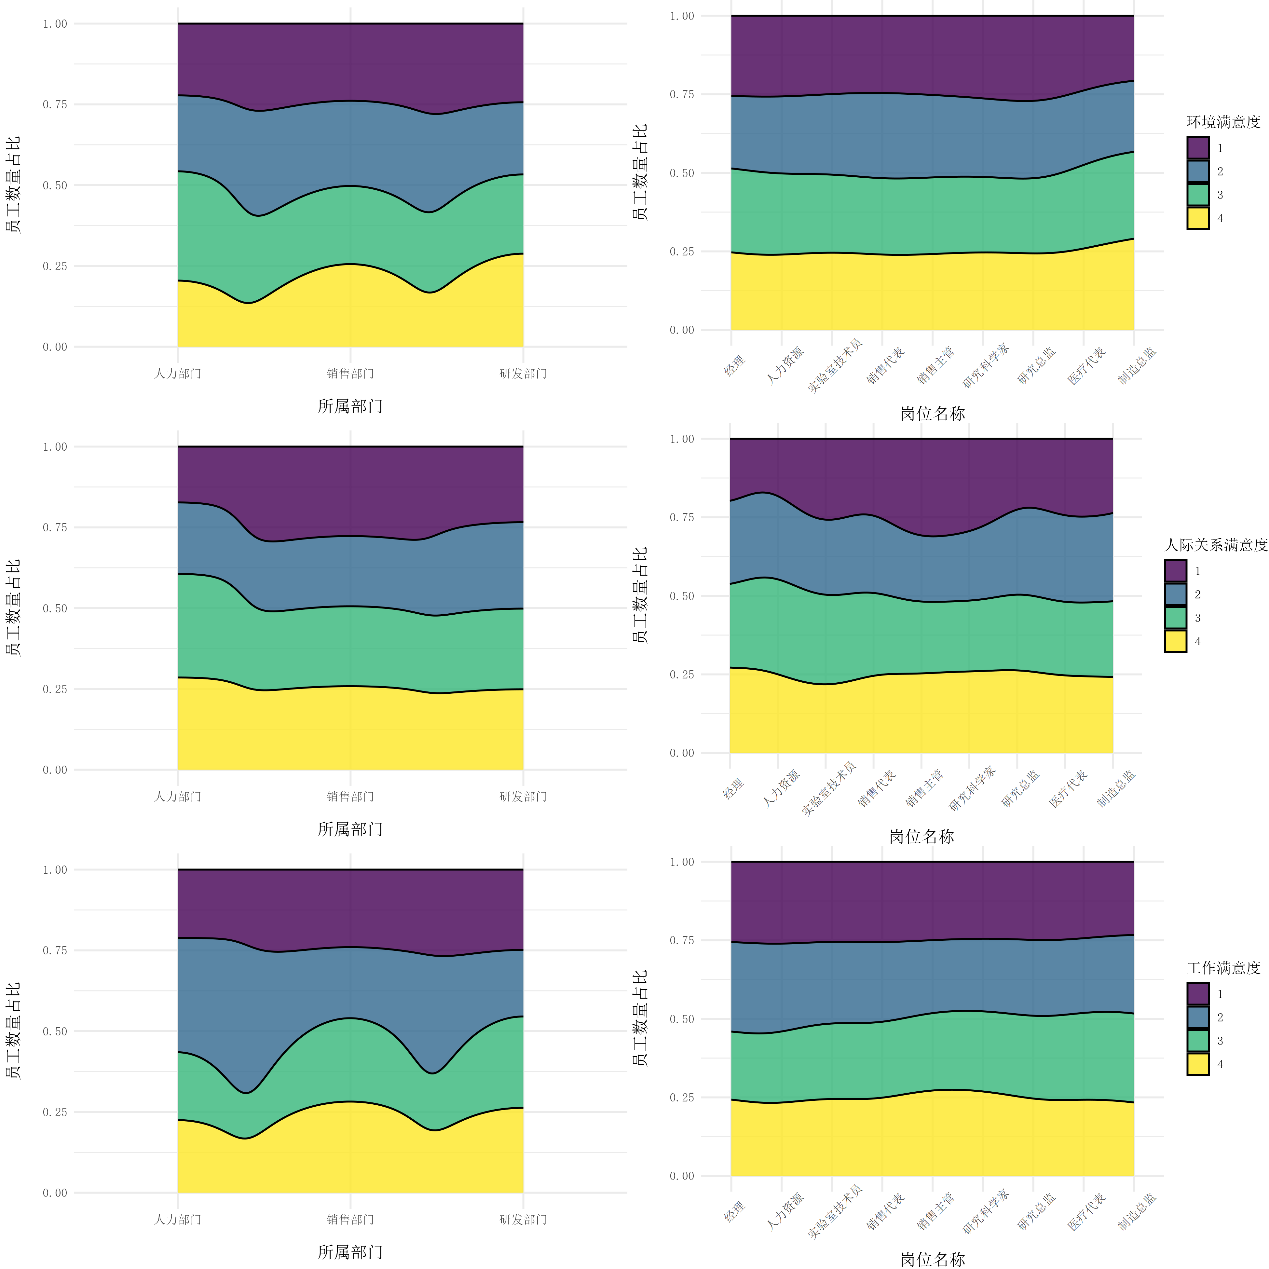 1.00
0.75
0.50
0.25
0.00
员工数量占比
人力部门
销售部门
研发部门
所属部门
1.00
0.75
0.50
0.25
0.00
员工数量占比
经理
人力资源
实验室技术员
销售代表
销售主管
研究科学家
研究总监
医疗代表
制造总监
岗位名称
环境满意度
1
2
3
4
1.00
0.75
0.50
0.25
0.00
员工数量占比
人力部门
销售部门
研发部门
所属部门
1.00
0.75
0.50
0.25
0.00
员工数量占比
经理
人力资源
实验室技术员
销售代表
销售主管
研究科学家
研究总监
医疗代表
制造总监
岗位名称
人际关系满意度
1
2
3
4
1.00
0.75
0.50
0.25
0.00
员工数量占比
人力部门
销售部门
研发部门
所属部门
1.00
0.75
0.50
0.25
0.00
员工数量占比
经理
人力资源
实验室技术员
销售代表
销售主管
研究科学家
研究总监
医疗代表
制造总监
岗位名称
工作满意度
1
2
3
4